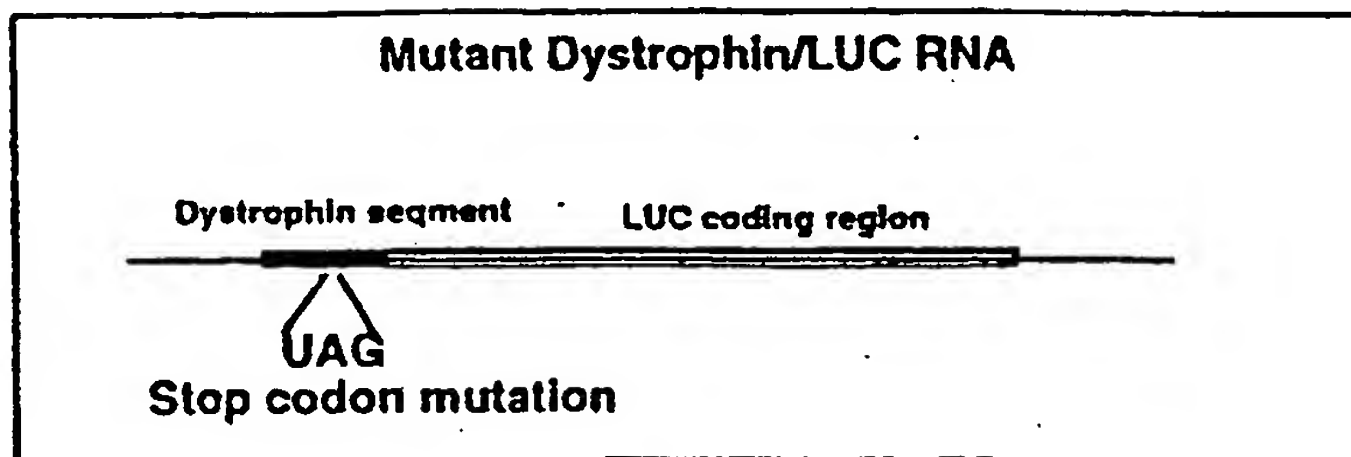 Mutant Dystrophin/LUC RNA
Dystrophin seqment
LUC coding region
UAG
Stop codon mutation